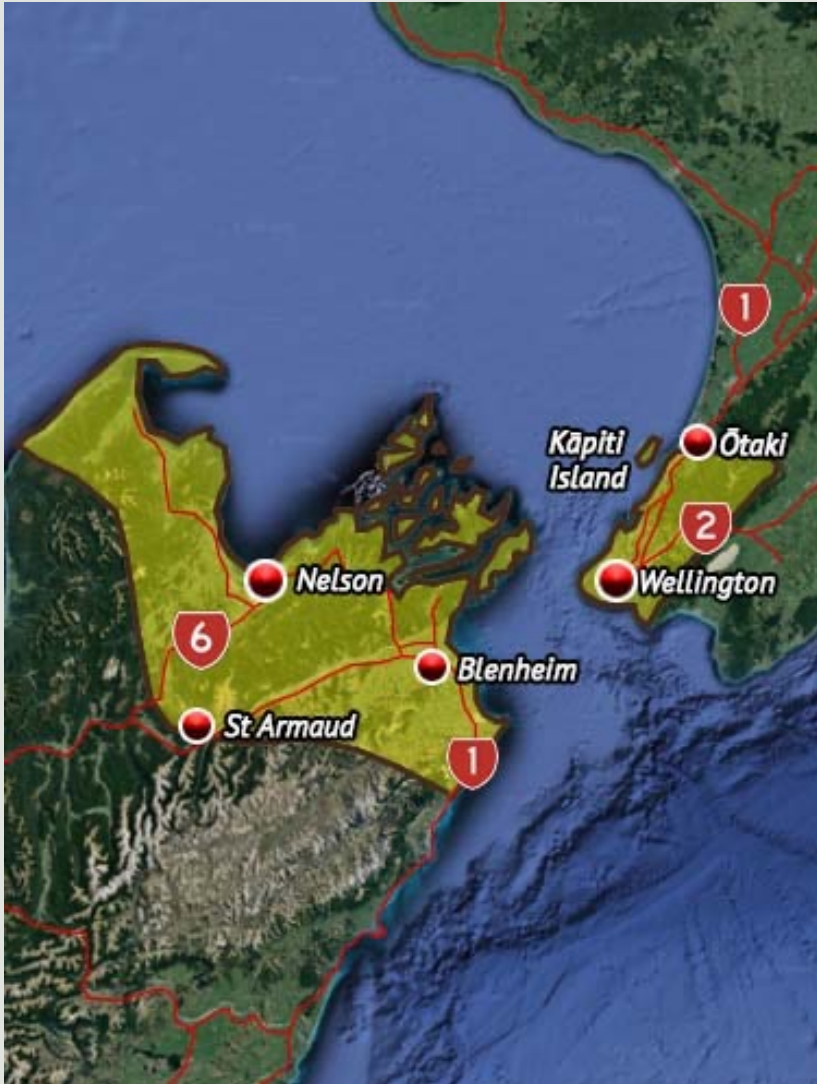 1
Kāpiti
Island
Ōtaki
2
Nelson
Wellington
6
Blenheim
St Armaud
1